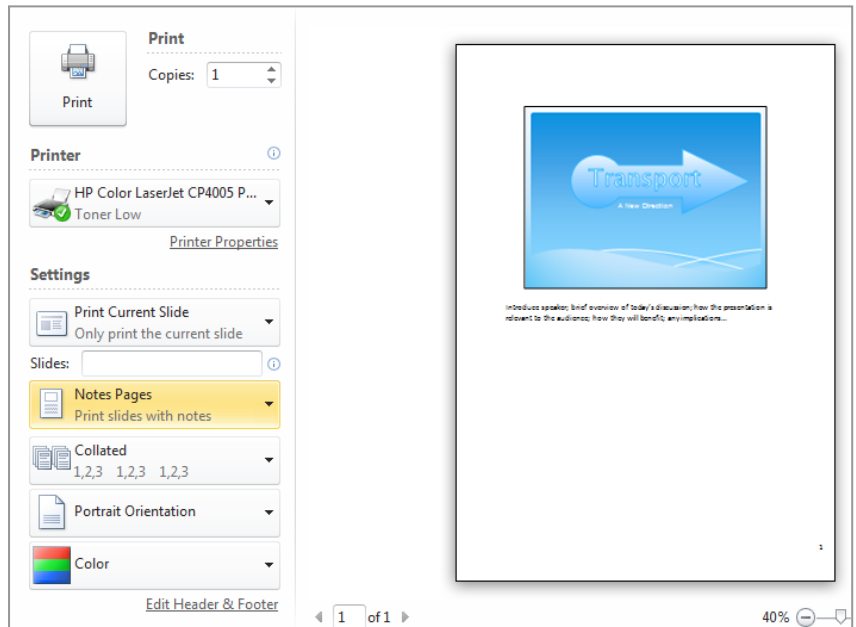 Print
Copies: 1
Print
Printer
HP Color LaserJet CP4005 P...
Toner Low
Printer Properties
Settings
Print Current Slide
Only print the current slide
Slides:
Notes Pages
Print slides with notes
Collated
1,2,3 1,2,3 1,2,3
Portrait Orientation
Color
Edit Header & Footer
Transport
A New Direction
Introduce speaker; brief overview of today's discussion; how the presentation is
relevant to the audience; how they will benefit; any implications...
1
1 of 1
40%